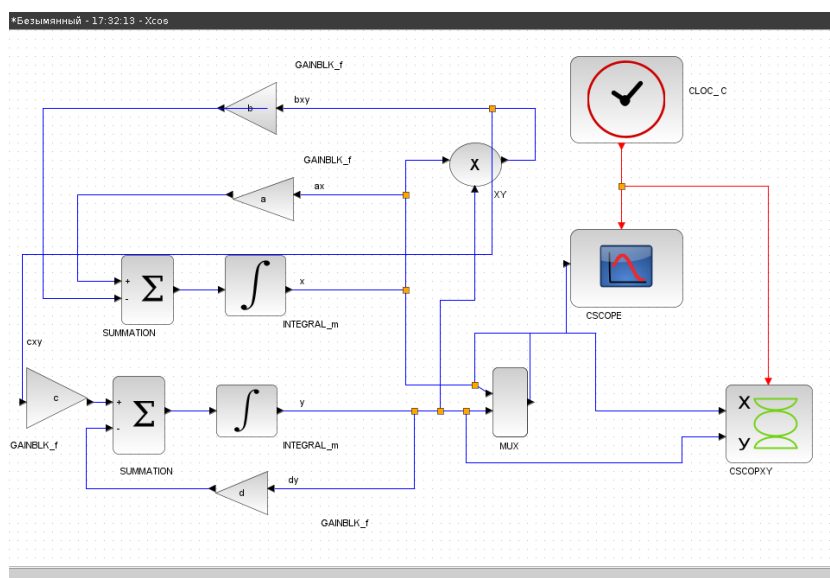 *Безымянный - 17:32:13 - Xcos
GAINBLK_f
b
bxy
CLOC_C
GAINBLK_f
X
XY
a
ax
+
-
Σ
∫
x
SUMMATION
INTEGRAL_m
CSCOPE
cxy
c
GAINBLK_f
+
-
Σ
∫
y
SUMMATION
INTEGRAL_m
MUX
X
y
CSCOPXY
d
dy
GAINBLK_f